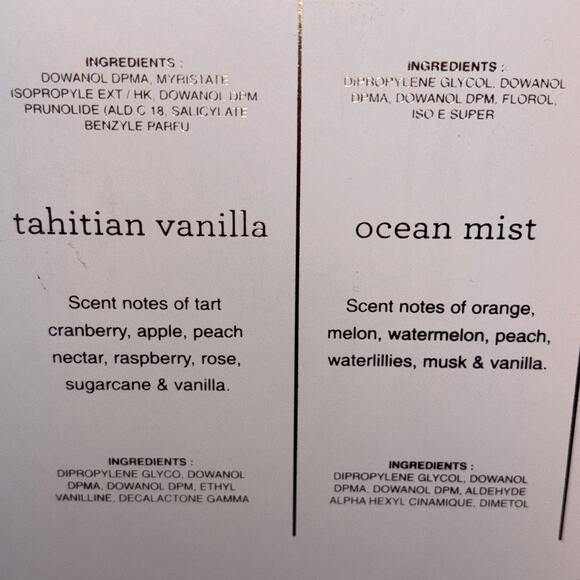 INGREDIENTS :
DOWANOL DPMA, MYRISTATE
ISOPROPYLE EXT / HK, DOWANOL DPM
PRUNOLIDE (ALD C 18, SALICYLATE
BENZYLE PARFU
tahitian vanilla
Scent notes of tart
cranberry, apple, peach
nectar, raspberry, rose,
sugarcane & vanilla.
INGREDIENTS :
DIPROPYLENE GLYCO, DOWANOL
DPMA, DOWANOL DPM, ETHYL
VANILLINE, DECALACTONE GAMMA
INGREDIENTS :
DIPROPYLENE GLYCOL, DOWANOL
DPMA, DOWANOL DPM, FLOROL,
ISO E SUPER
ocean mist
Scent notes of orange,
melon, watermelon, peach,
waterlillies, musk & vanilla.
INGREDIENTS :
DIPROPYLENE GLYCOL, DOWANOL
DPMA, DOWANOL DPM, ALDEHYDE
ALPHA HEXYL CINAMIQUE, DIMETOL